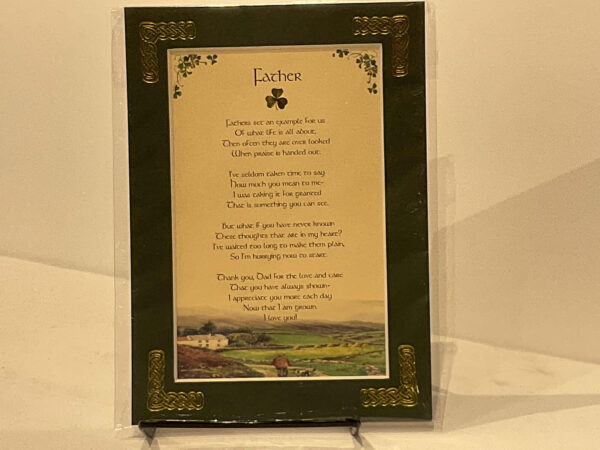 Father
Fathers set an example for us
Of what life is all about,
Then often they are over looked
When praise is handed out.
I've seldom taken time to say
How much you mean to me-
I was taking it for granted
That is something you can see.
But what if you have never known
These thoughts that are in my heart?
I've waited too long to make them plain,
So I'm hurrying now to start.
Thank you, Dad for the love and care
That you have always shown-
I appreciate you more each day
Now that I am grown.
I love you!